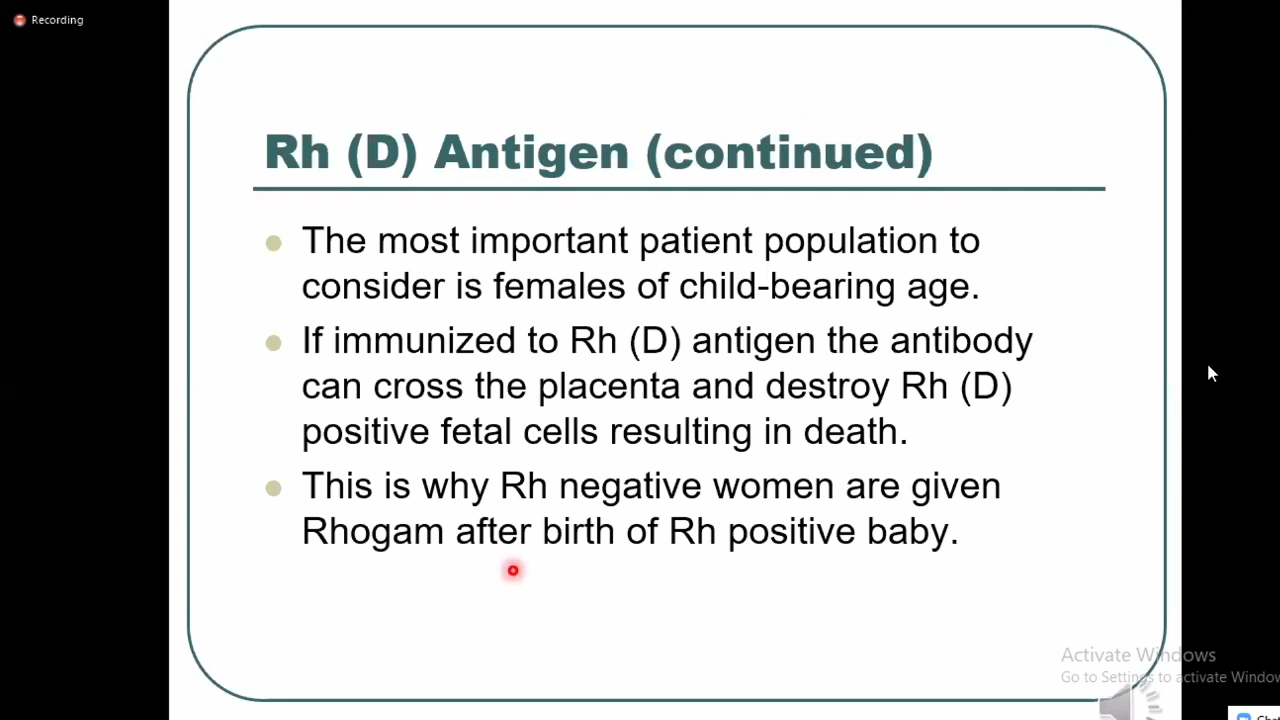 Recording
Rh (D) Antigen (continued)
The most important patient population to
consider is females of child-bearing age.
If immunized to Rh (D) antigen the antibody
can cross the placenta and destroy Rh (D)
positive fetal cells resulting in death.
This is why Rh negative women are given
Rhogam after birth of Rh positive baby.
Activate Windows
Go to Settings to activate Window